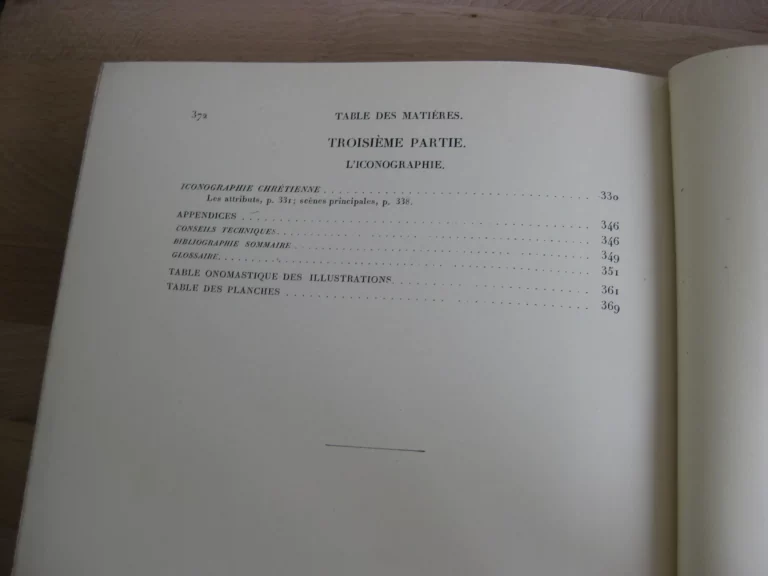 372 TABLE DES MATIÈRES.
TROISIÈME PARTIE.
L'ICONOGRAPHIE.
ICONOGRAPHIE CHRÉTIENNE . . . . . . . . . . 330
Les attributs, p. 331; scènes principales, p. 338.
APPENDICES . . . . . . . . . . 346
CONSEILS TECHNIQUES . . . . . . . . . . 346
BIBLIOGRAPHIE SOMMAIRE . . . . . . . . . . 349
GLOSSAIRE . . . . . . . . . . 351
TABLE ONOMASTIQUE DES ILLUSTRATIONS . . . . . . . . . . 361
TABLE DES PLANCHES . . . . . . . . . . 369